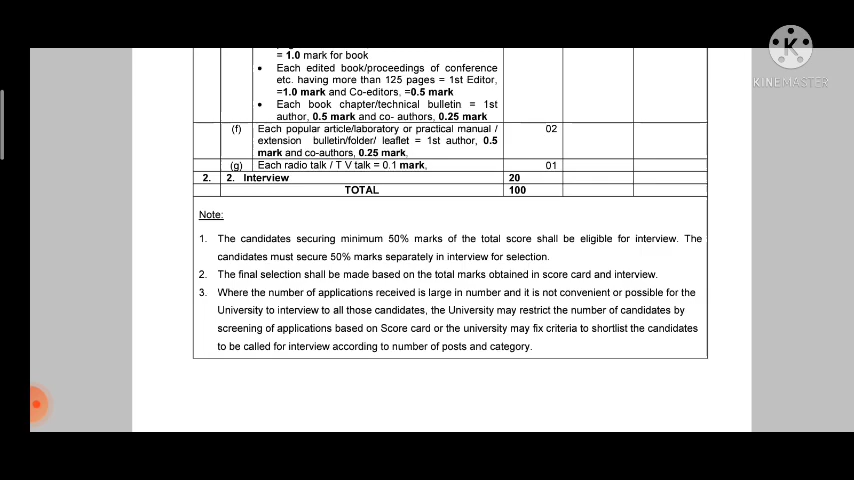 = 1.0 mark for book
• Each edited book/proceedings of conference
etc. having more than 125 pages = 1st Editor,
=1.0 mark and Co-editors, =0.5 mark
• Each book chapter/technical bulletin = 1st
author, 0.5 mark and co- authors, 0.25 mark
(f) Each popular article/laboratory or practical manual / 02
extension bulletin/folder/ leaflet = 1st author, 0.5
mark and co-authors, 0.25 mark,
(g) Each radio talk / T V talk = 0.1 mark, 01
2. 2. Interview 20
TOTAL 100
Note:
1. The candidates securing minimum 50% marks of the total score shall be eligible for interview. The
candidates must secure 50% marks separately in interview for selection.
2. The final selection shall be made based on the total marks obtained in score card and interview.
3. Where the number of applications received is large in number and it is not convenient or possible for the
University to interview to all those candidates, the University may restrict the number of candidates by
screening of applications based on Score card or the university may fix criteria to shortlist the candidates
to be called for interview according to number of posts and category.
K
KINEMASTER